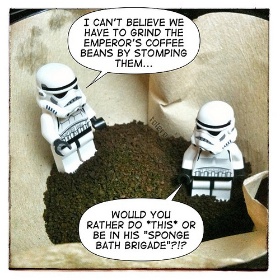 I CAN'T BELIEVE WE
HAVE TO GRIND THE
EMPEROR'S COFFEE
BEANS BY STOMPING
THEM...
WOULD YOU
RATHER DO *THIS* OR
BE IN HIS "SPONGE
BATH BRIGADE"?!?